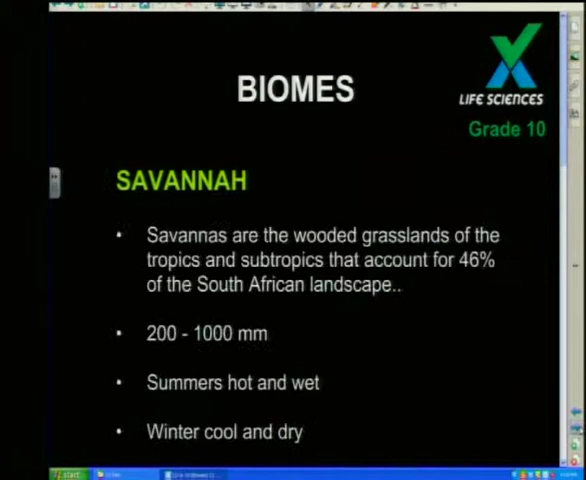 BIOMES
LIFE SCIENCES
Grade 10
SAVANNAH
• Savannas are the wooded grasslands of the
tropics and subtropics that account for 46%
of the South African landscape..
• 200 - 1000 mm
• Summers hot and wet
• Winter cool and dry
start